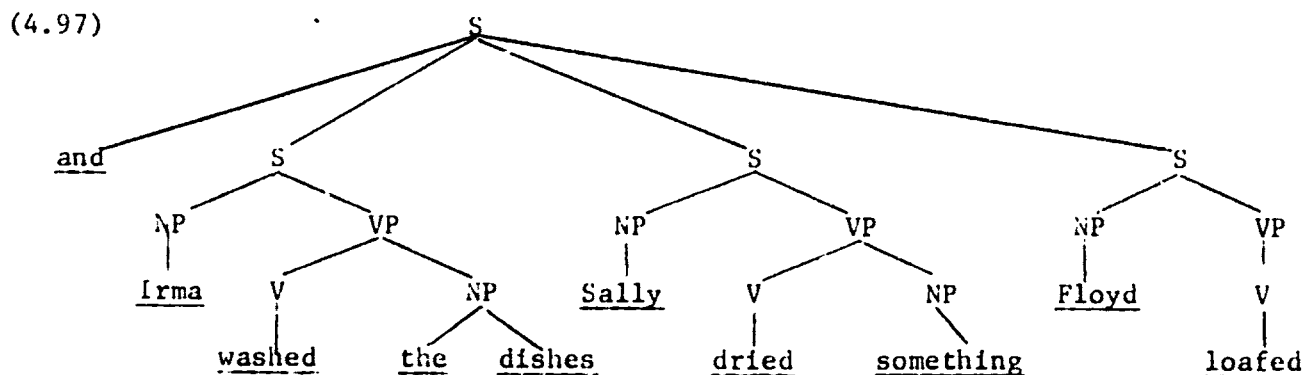 (4.97)
S
and S S S
NP VP NP VP NP VP
Irma V NP Sally V NP Floyd V
washed the dishes dried something loafed